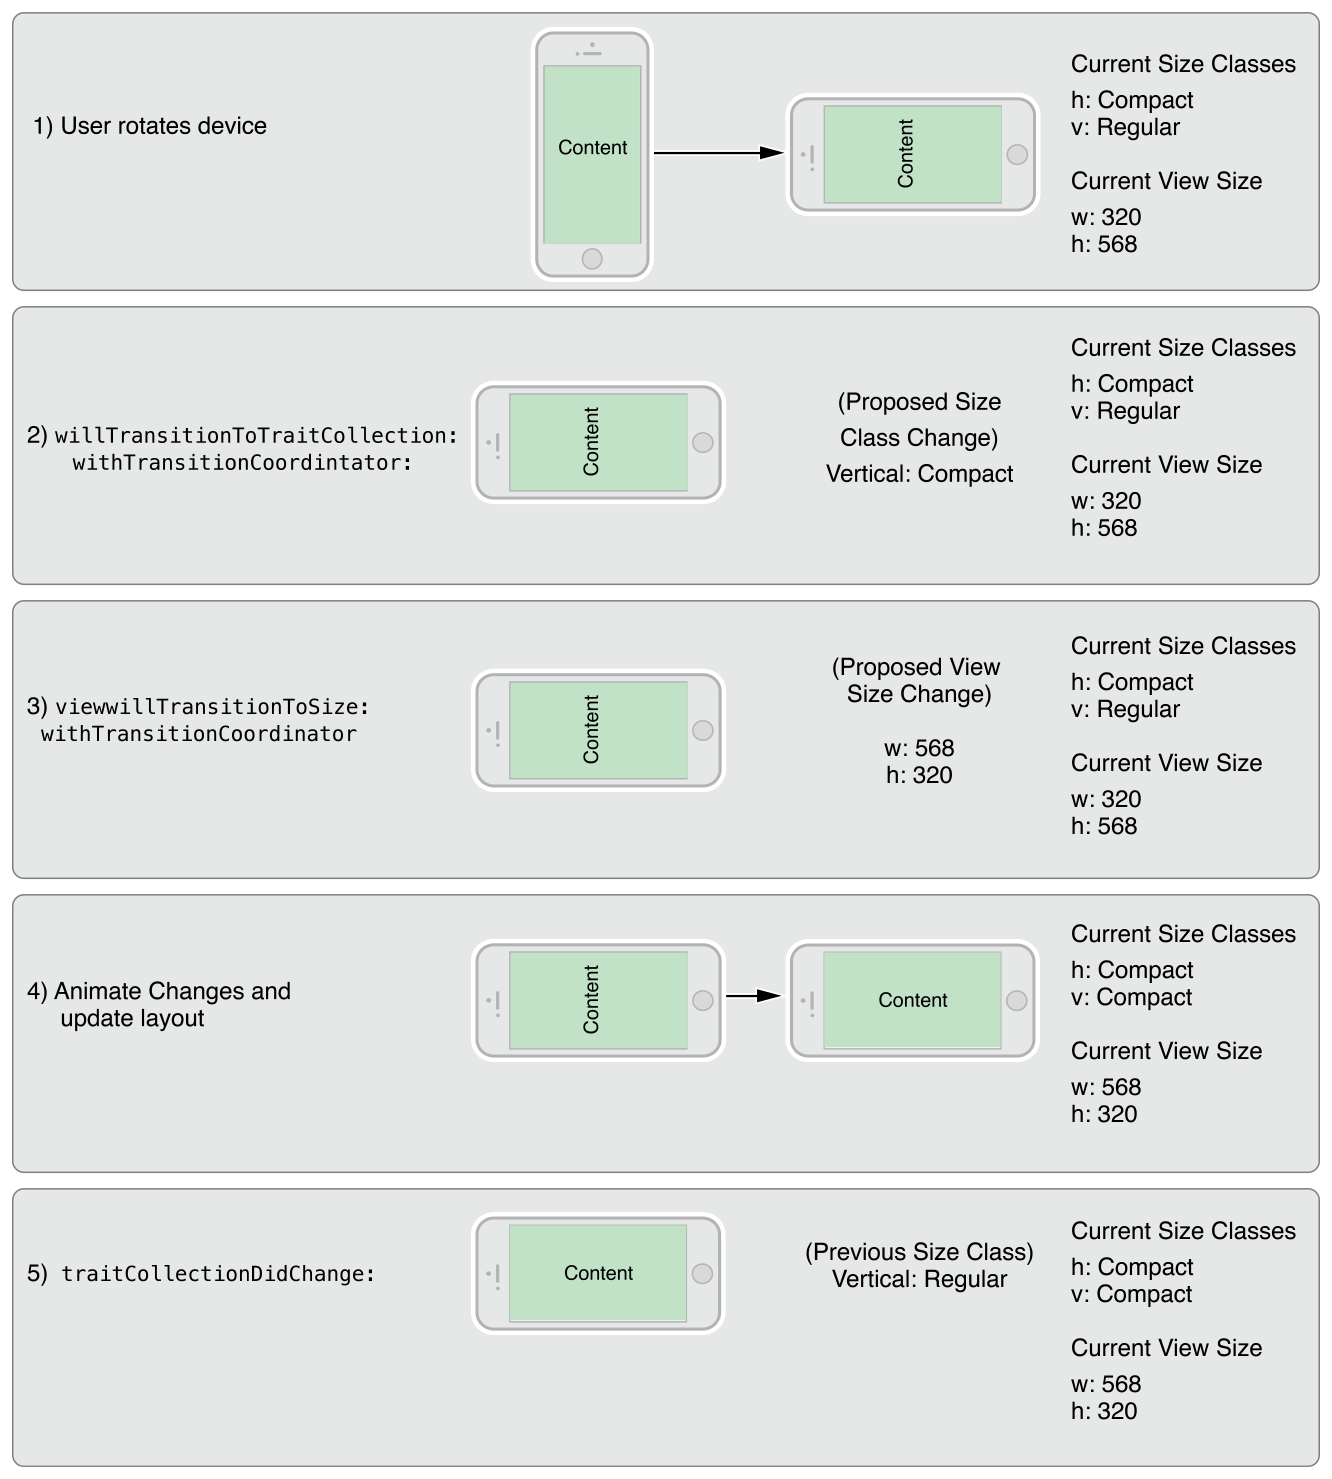 1) User rotates device
Content
Content
Current Size Classes
h: Compact
v: Regular
Current View Size
w: 320
h: 568
2) willTransitionToTraitCollection:
withTransitionCoordintator:
Content
(Proposed Size
Class Change)
Vertical: Compact
Current Size Classes
h: Compact
v: Regular
Current View Size
w: 320
h: 568
3) viewwillTransitionToSize:
withTransitionCoordinator
Content
(Proposed View
Size Change)
w: 568
h: 320
Current Size Classes
h: Compact
v: Regular
Current View Size
w: 320
h: 568
4) Animate Changes and
update layout
Content
Content
Current Size Classes
h: Compact
v: Compact
Current View Size
w: 568
h: 320
5) traitCollectionDidChange:
Content
(Previous Size Class)
Vertical: Regular
Current Size Classes
h: Compact
v: Compact
Current View Size
w: 568
h: 320